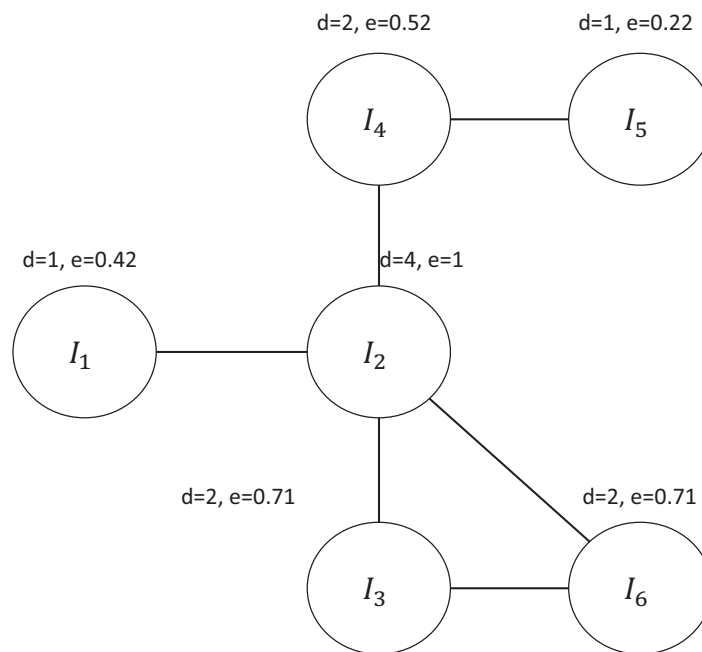 d=2, e=0.52
d=1, e=0.22
I₄
I₅
d=1, e=0.42
d=4, e=1
I₁
I₂
d=2, e=0.71
d=2, e=0.71
I₃
I₆